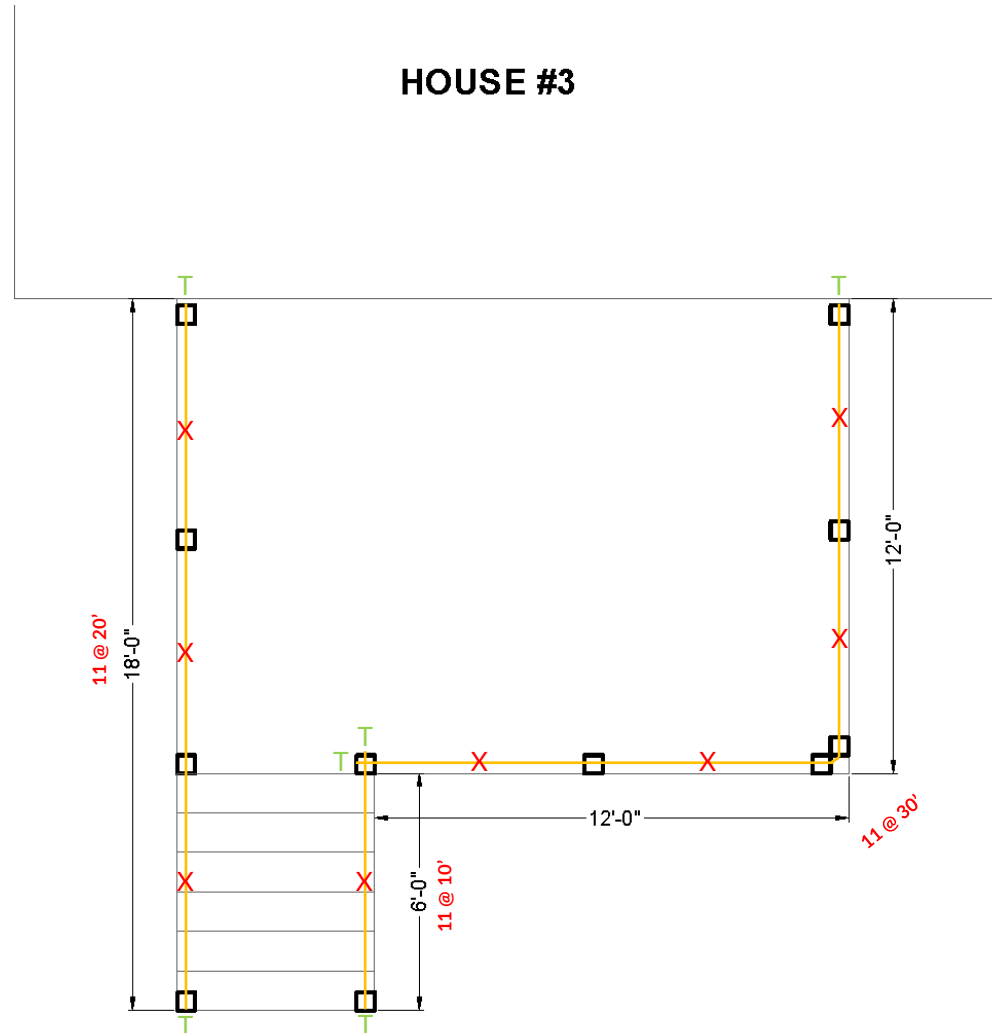 HOUSE #3
T
T
X
X
12'-0"
11 @ 20'
18'-0"
X
X
T
T
X
X
12'-0"
11 @ 30'
X
X
6'-0"
11 @ 10'
T
T